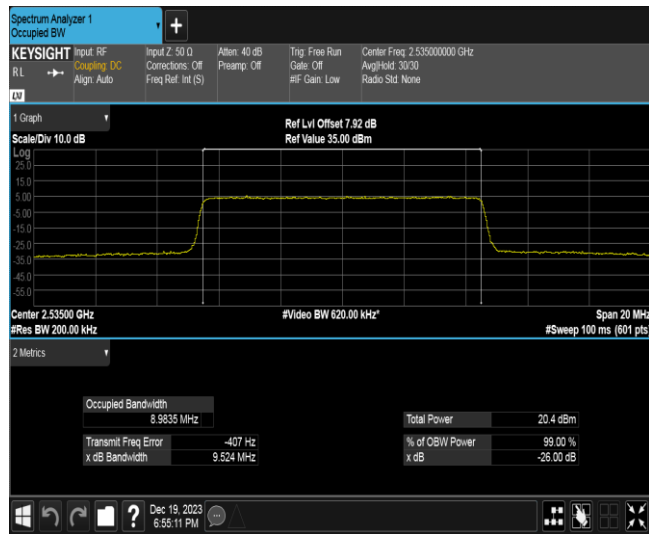 Spectrum Analyzer 1
Occupied BW
+
KEYSIGHT
RL
LXI
Input: RF
Coupling: DC
Align: Auto
Input Z: 50 Ω
Corrections: Off
Freq Ref: Int (S)
Atten: 40 dB
Preamp: Off
Trig: Free Run
Gate: Off
#IF Gain: Low
Center Freq: 2.535000000 GHz
Avg|Hold: 30/30
Radio Std: None
1 Graph
Scale/Div 10.0 dB
Ref Lvl Offset 7.92 dB
Ref Value 35.00 dBm
Log
25.0
15.0
5.00
-5.00
-15.0
-25.0
-35.0
-45.0
-55.0
Center 2.53500 GHz
#Res BW 200.00 kHz
#Video BW 620.00 kHz*
Span 20 MHz
#Sweep 100 ms (601 pts)
2 Metrics
Occupied Bandwidth
8.9835 MHz
Transmit Freq Error -407 Hz
x dB Bandwidth 9.524 MHz
Total Power 20.4 dBm
% of OBW Power 99.00 %
x dB -26.00 dB
?
Dec 19, 2023
6:55:11 PM